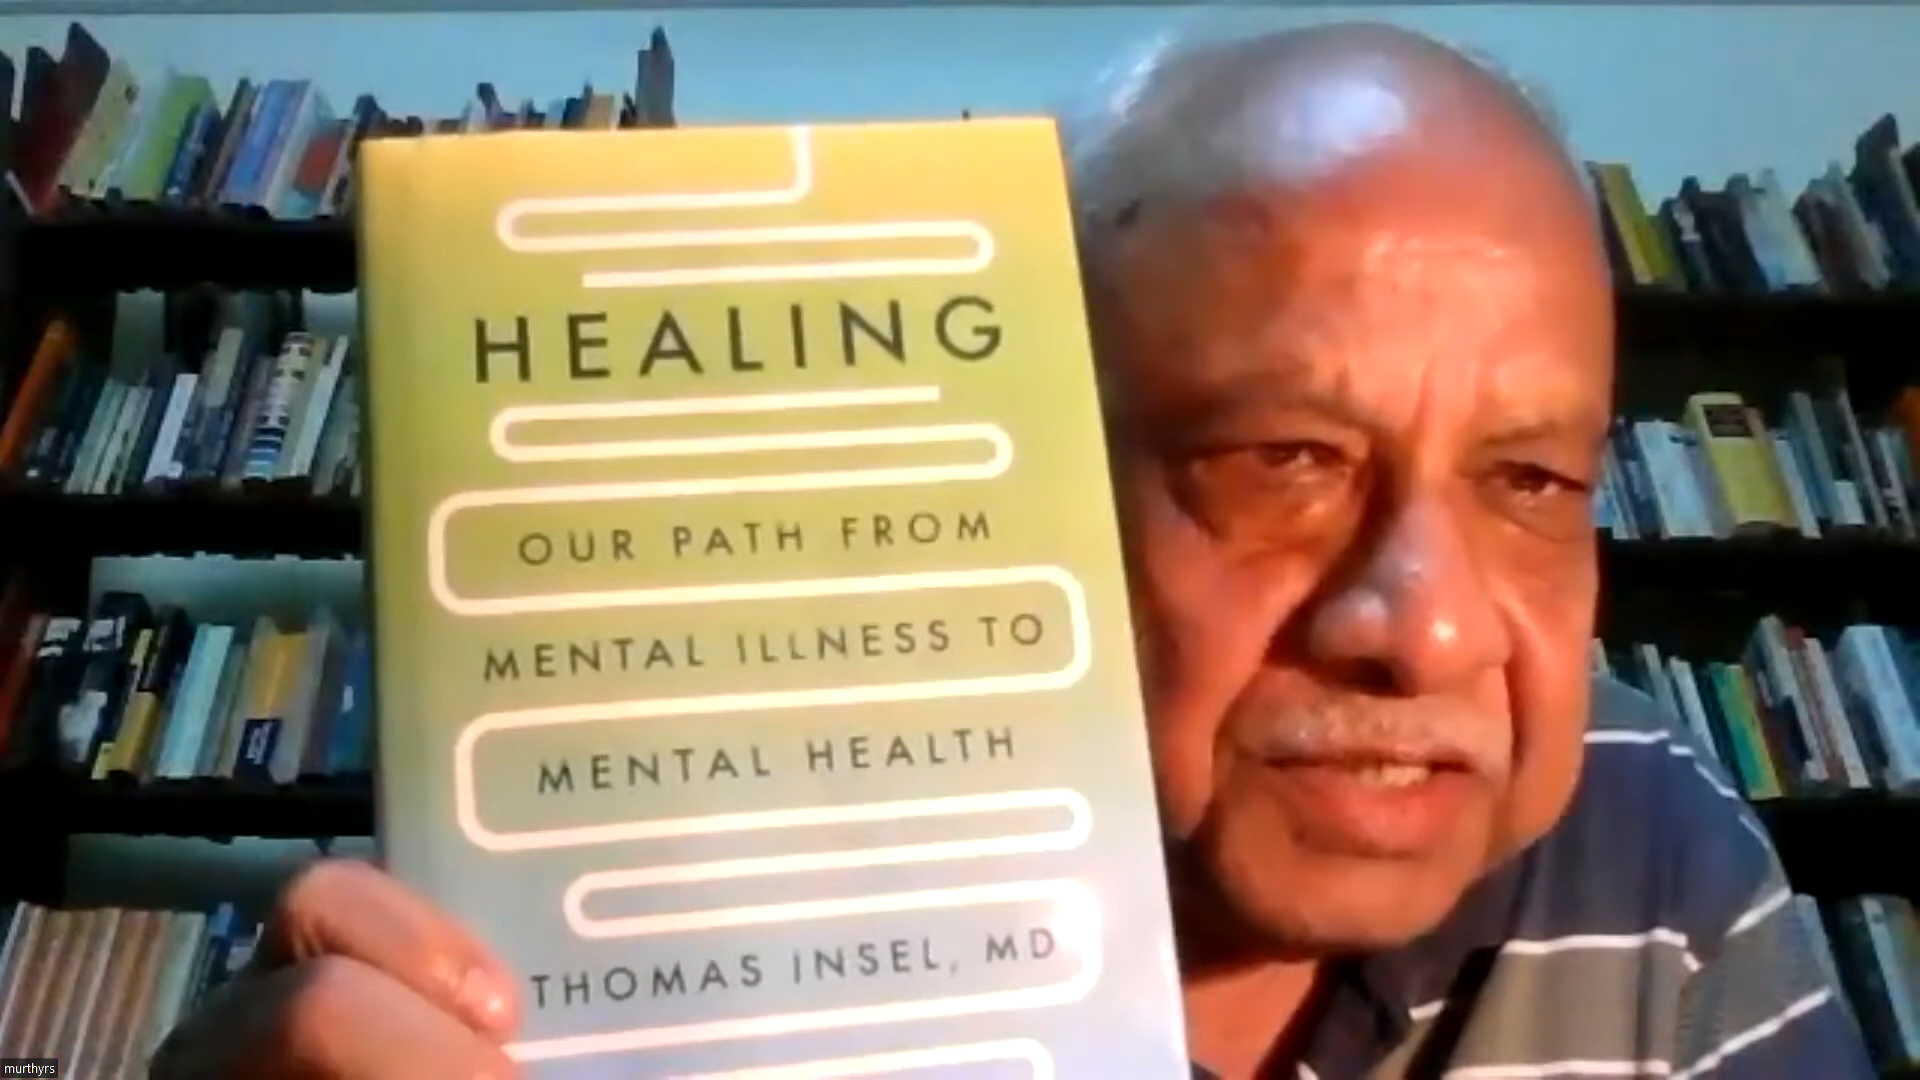 HEALING
OUR PATH FROM
MENTAL ILLNESS TO
MENTAL HEALTH
THOMAS INSEL, MD
murthyrs